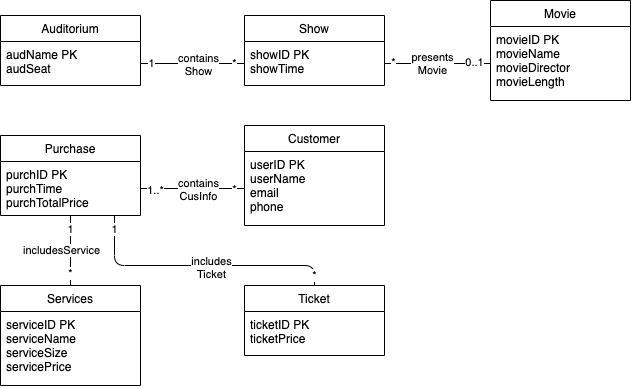 Auditorium
audName PK
audSeat
1
contains
Show
*
Show
showID PK
showTime
*
presents
Movie
0..1
Movie
movieID PK
movieName
movieDirector
movieLength
Purchase
purchID PK
purchTime
purchTotalPrice
1..*
contains
CusInfo
*
Customer
userID PK
userName
email
phone
1
includesService
*
1
includes
Ticket
*
Services
serviceID PK
serviceName
serviceSize
servicePrice
Ticket
ticketID PK
ticketPrice